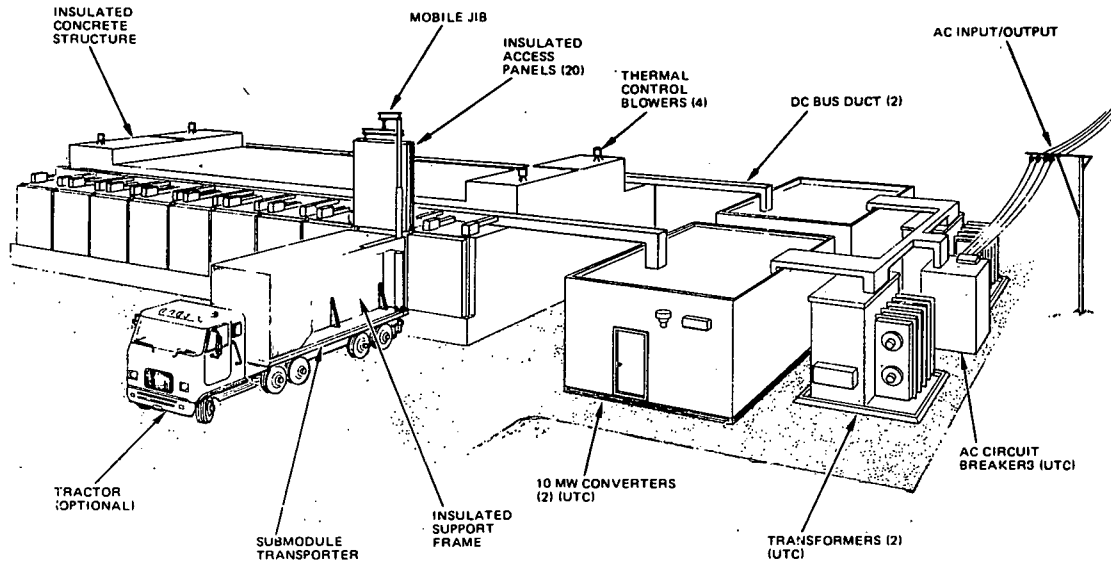 INSULATED
CONCRETE
STRUCTURE
MOBILE JIB
INSULATED
ACCESS
PANELS (20)
THERMAL
CONTROL
BLOWERS (4)
DC BUS DUCT (2)
AC INPUT/OUTPUT
TRACTOR
(OPTIONAL)
SUBMODULE
TRANSPORTER
INSULATED
SUPPORT
FRAME
10 MW CONVERTERS
(2) (UTC)
TRANSFORMERS (2)
(UTC)
AC CIRCUIT
BREAKER3 (UTC)